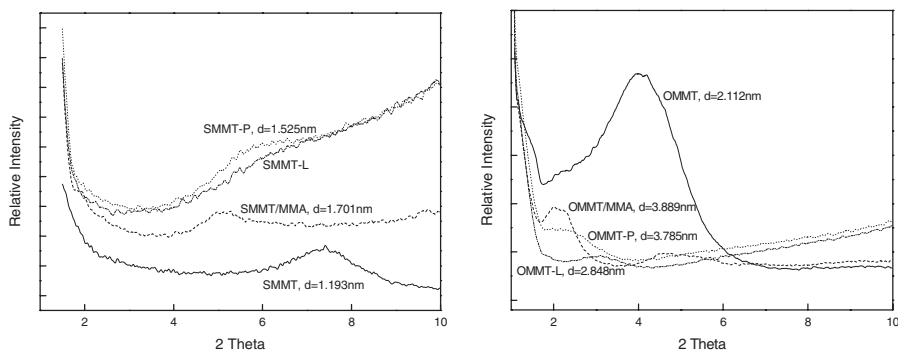 Relative Intensity
SMMT-P, d=1.525nm
SMMT-L
SMMT/MMA, d=1.701nm
SMMT, d=1.193nm
2 4 6 8 10
2 Theta
Relative Intensity
OMMT, d=2.112nm
OMMT/MMA, d=3.889nm
OMMT-P, d=3.785nm
OMMT-L, d=2.848nm
2 4 6 8 10
2 Theta